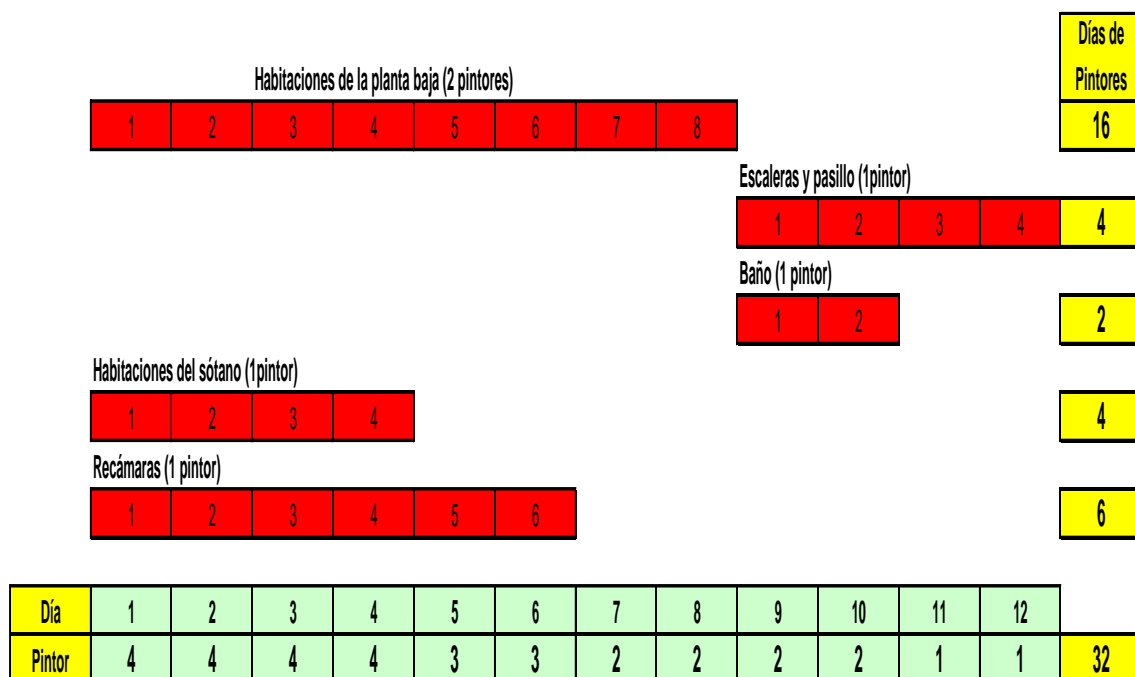 Días de
Pintores
Habitaciones de la planta baja (2 pintores)
1 2 3 4 5 6 7 8 16
Escaleras y pasillo (1pintor)
1 2 3 4 4
Baño (1 pintor)
1 2 2
Habitaciones del sótano (1pintor)
1 2 3 4 4
Recámaras (1 pintor)
1 2 3 4 5 6 6
Día 1 2 3 4 5 6 7 8 9 10 11 12
Pintor 4 4 4 4 3 3 2 2 2 2 1 1 32